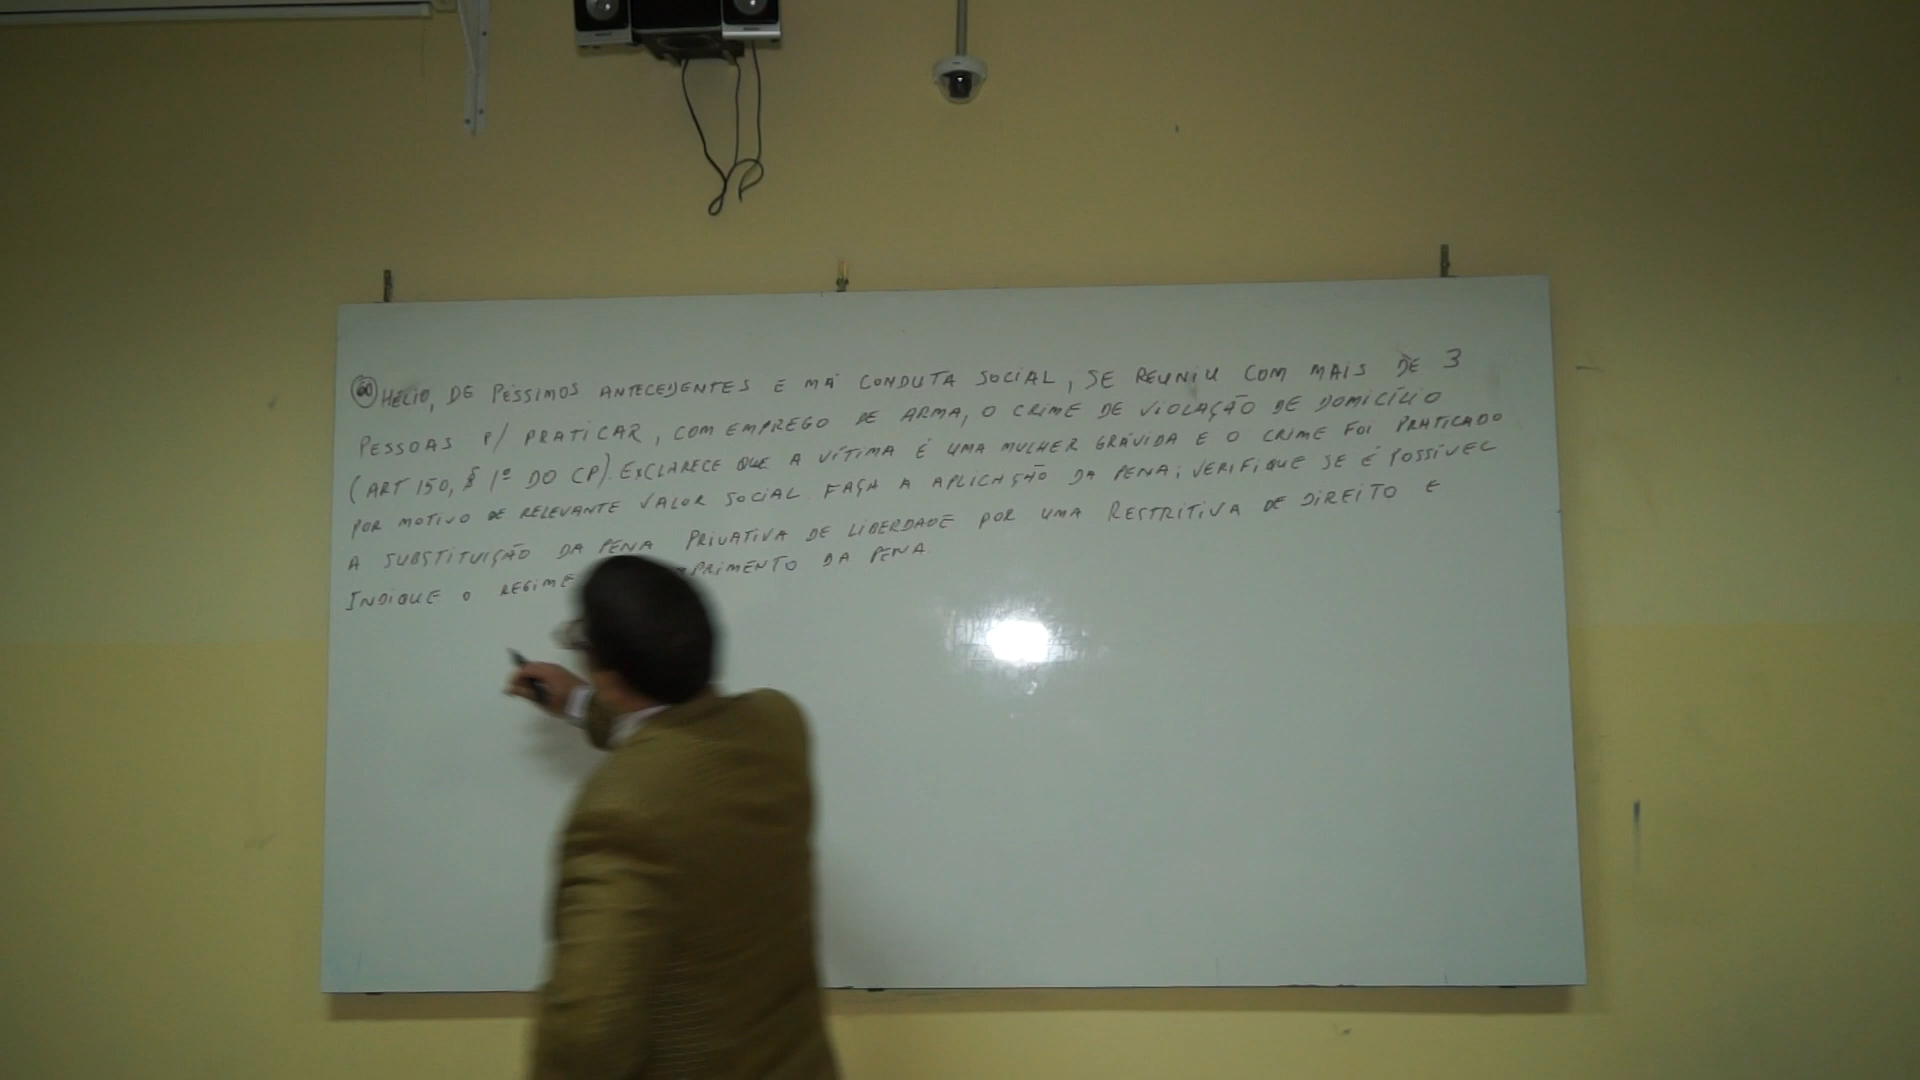 HÉLIO, DE PÉSSIMOS ANTECEDENTES E MÁ CONDUTA SOCIAL, SE REUNIU COM MAIS DE 3
PESSOAS P/ PRATICAR, COM EMPREGO DE ARMA, O CRIME DE VIOLAÇÃO DE DOMICÍLIO
(ART 150, § 1º DO CP). EXCLARECE QUE A VÍTIMA É UMA MULHER GRÁVIDA E O CRIME FOI PRATICADO
POR MOTIVO DE RELEVANTE VALOR SOCIAL. FAÇA A APLICAÇÃO DA PENA; VERIFIQUE SE É POSSÍVEL
A SUBSTITUIÇÃO DA PENA PRIVATIVA DE LIBERDADE POR UMA RESTRITIVA DE DIREITO E
INDIQUE O REGIME PRIMENTO DA PENA